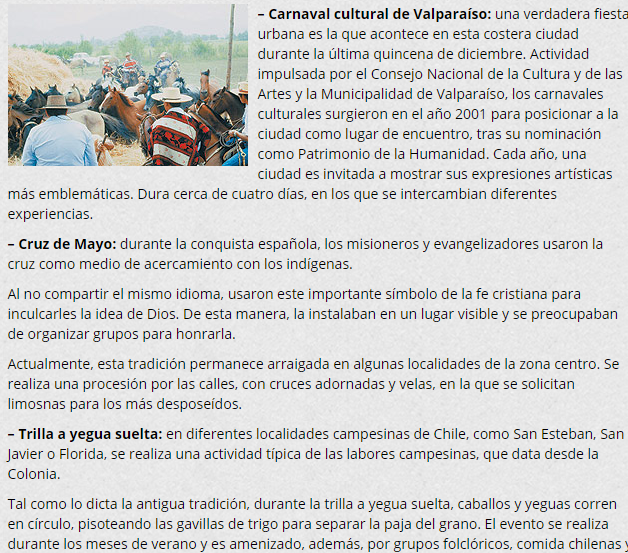 – Carnaval cultural de Valparaíso: una verdadera fiesta
urbana es la que acontece en esta costera ciudad
durante la última quincena de diciembre. Actividad
impulsada por el Consejo Nacional de la Cultura y de las
Artes y la Municipalidad de Valparaíso, los carnavales
culturales surgieron en el año 2001 para posicionar a la
ciudad como lugar de encuentro, tras su nominación
como Patrimonio de la Humanidad. Cada año, una
ciudad es invitada a mostrar sus expresiones artísticas
más emblemáticas. Dura cerca de cuatro días, en los que se intercambian diferentes
experiencias.
– Cruz de Mayo: durante la conquista española, los misioneros y evangelizadores usaron la
cruz como medio de acercamiento con los indígenas.
Al no compartir el mismo idioma, usaron este importante símbolo de la fe cristiana para
inculcarles la idea de Dios. De esta manera, la instalaban en un lugar visible y se preocupaban
de organizar grupos para honrarla.
Actualmente, esta tradición permanece arraigada en algunas localidades de la zona centro. Se
realiza una procesión por las calles, con cruces adornadas y velas, en la que se solicitan
limosnas para los más desposeídos.
– Trilla a yegua suelta: en diferentes localidades campesinas de Chile, como San Esteban, San
Javier o Florida, se realiza una actividad típica de las labores campesinas, que data desde la
Colonia.
Tal como lo dicta la antigua tradición, durante la trilla a yegua suelta, caballos y yeguas corren
en círculo, pisoteando las gavillas de trigo para separar la paja del grano. El evento se realiza
durante los meses de verano y es amenizado, además, por grupos folclóricos, comida chilenas y